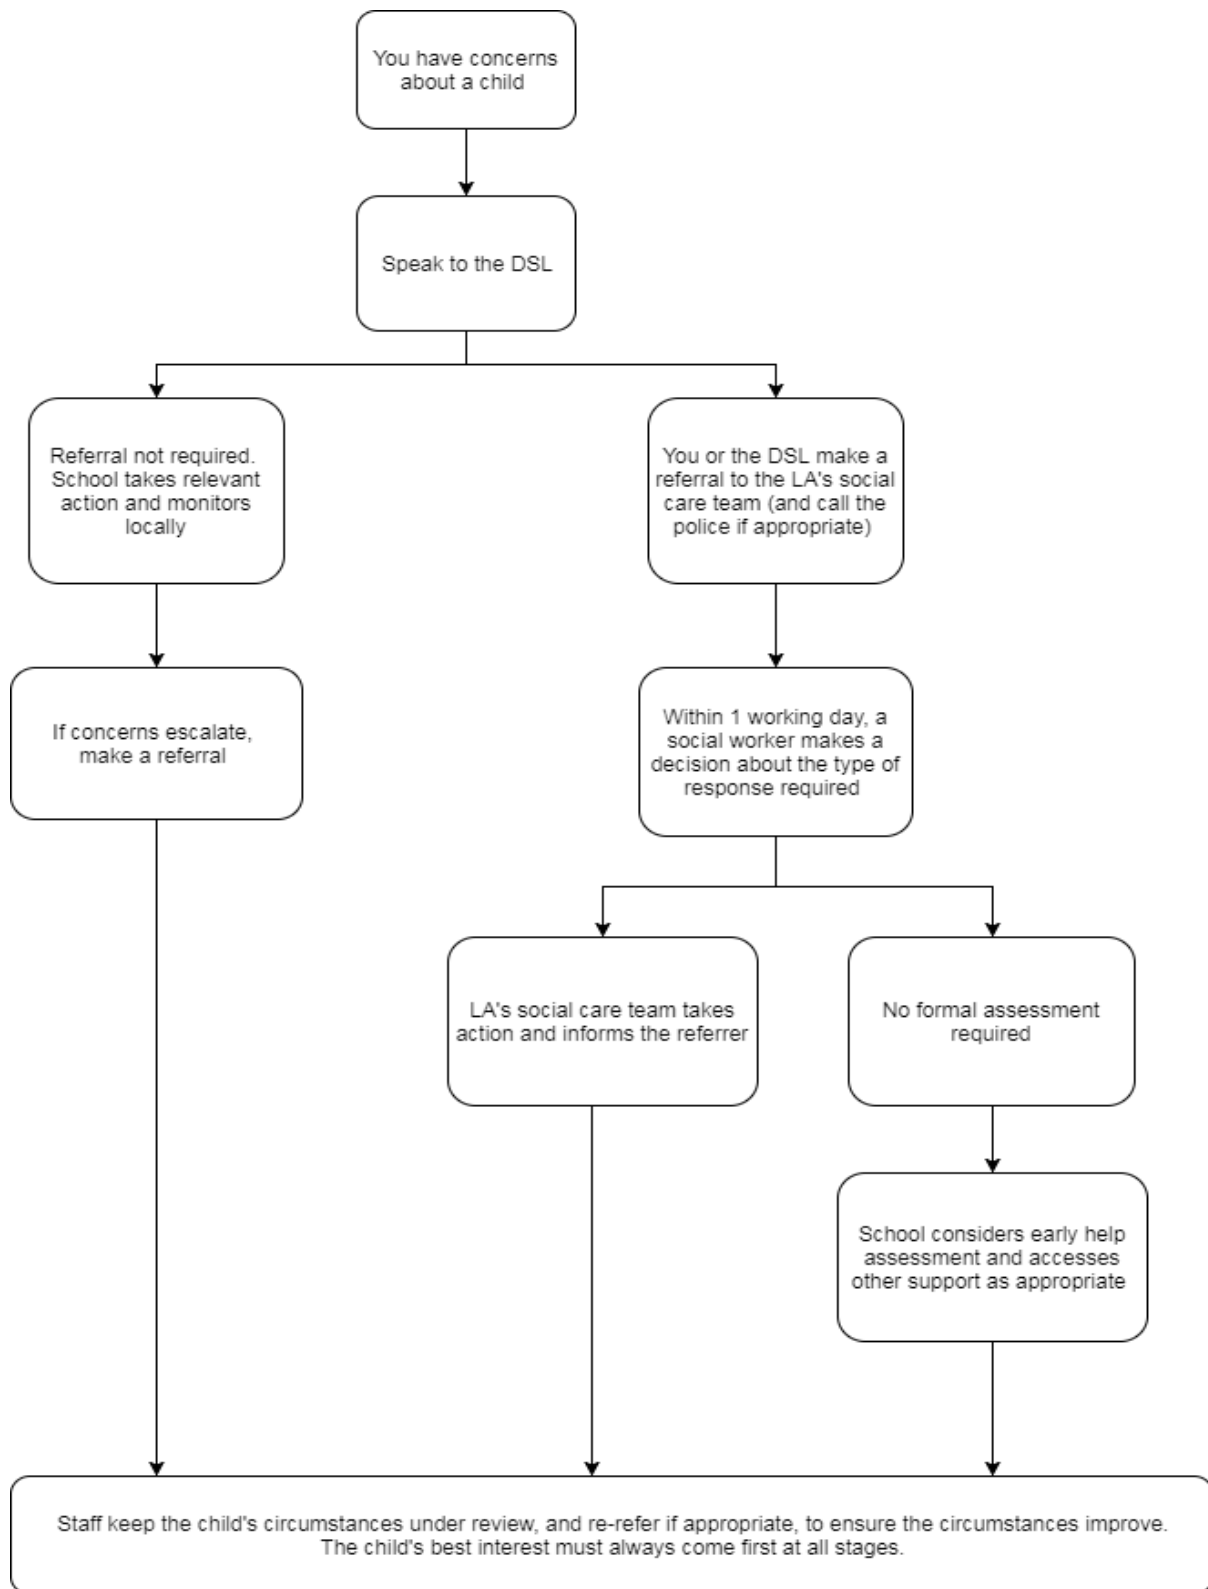 You have concerns
about a child
Speak to the DSL
Referral not required.
School takes relevant
action and monitors
locally
You or the DSL make a
referral to the LA's social
care team (and call the
police if appropriate)
If concerns escalate,
make a referral
Within 1 working day, a
social worker makes a
decision about the type of
response required
LA's social care team takes
action and informs the referrer
No formal assessment
required
School considers early help
assessment and accesses
other support as appropriate
Staff keep the child's circumstances under review, and re-refer if appropriate, to ensure the circumstances improve.
The child's best interest must always come first at all stages.